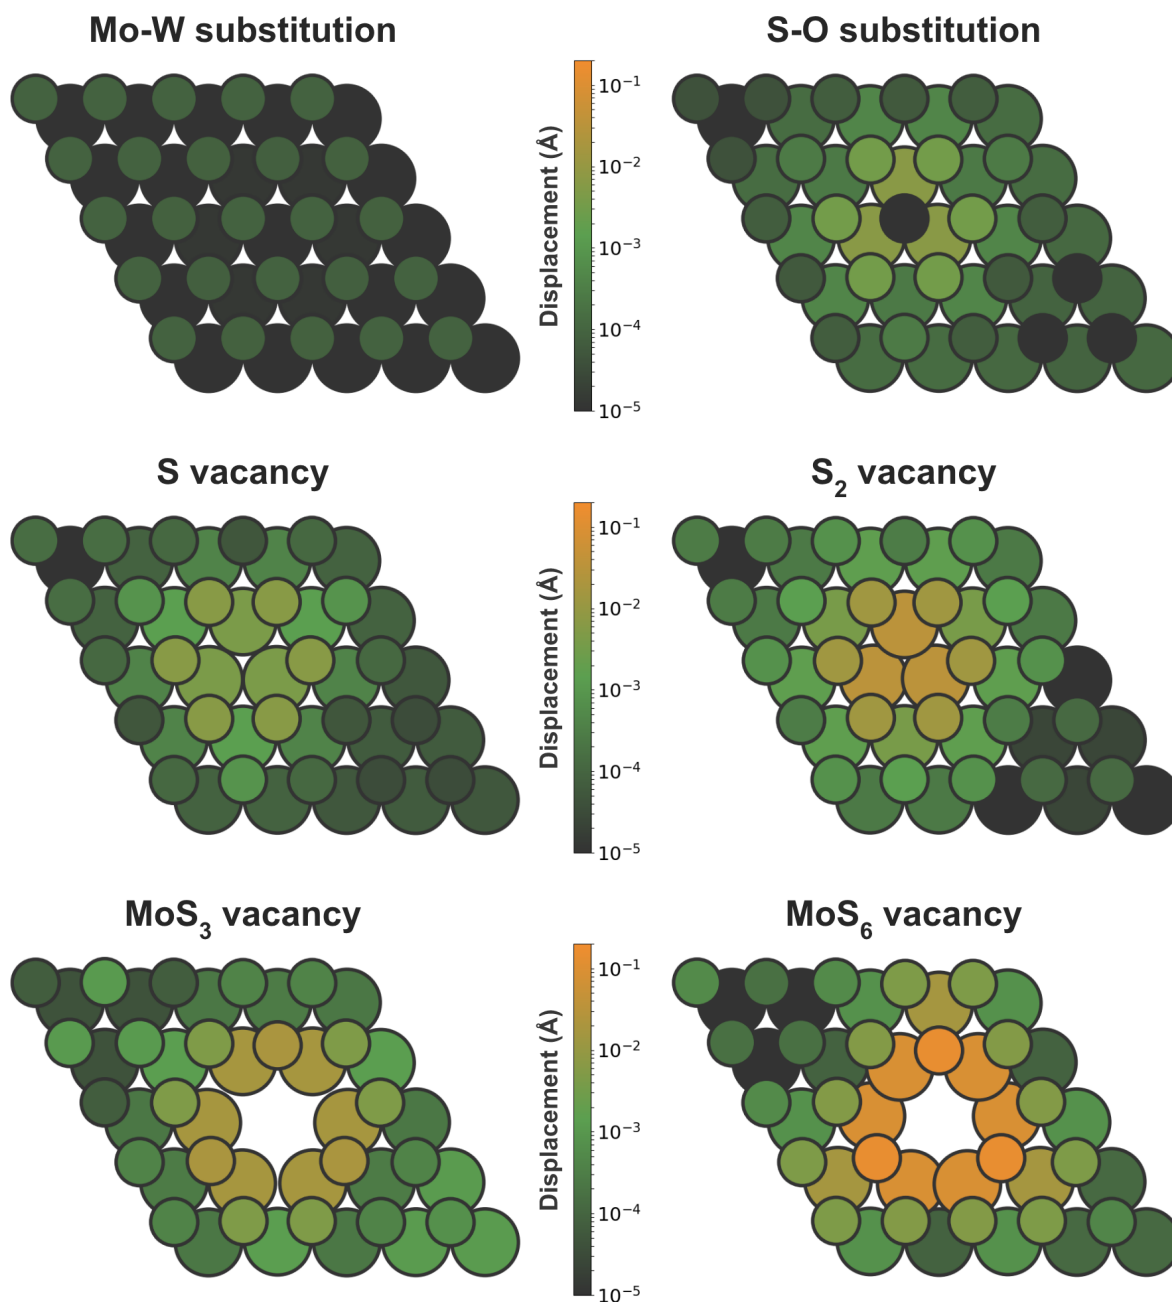 Mo-W substitution
S-O substitution
Displacement (Å)
10⁻¹
10⁻²
10⁻³
10⁻⁴
10⁻⁵
S vacancy
S₂ vacancy
Displacement (Å)
10⁻¹
10⁻²
10⁻³
10⁻⁴
10⁻⁵
MoS₃ vacancy
MoS₆ vacancy
Displacement (Å)
10⁻¹
10⁻²
10⁻³
10⁻⁴
10⁻⁵